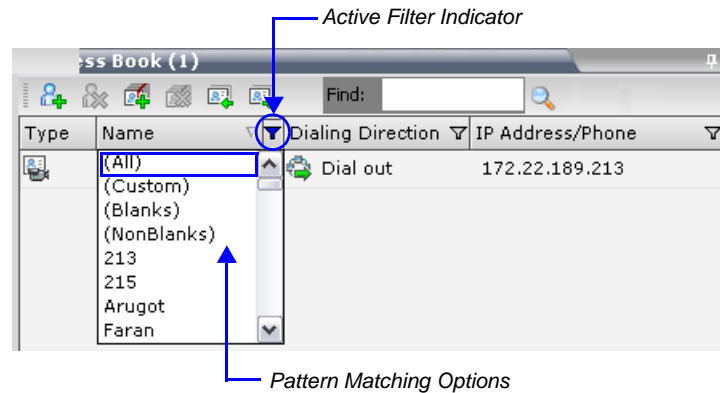 Active Filter Indicator
ess Book (1)
Find:
Type Name Dialing Direction IP Address/Phone
(All) Dial out 172.22.189.213
(Custom)
(Blanks)
(NonBlanks)
213
215
Arugot
Faran
Pattern Matching Options